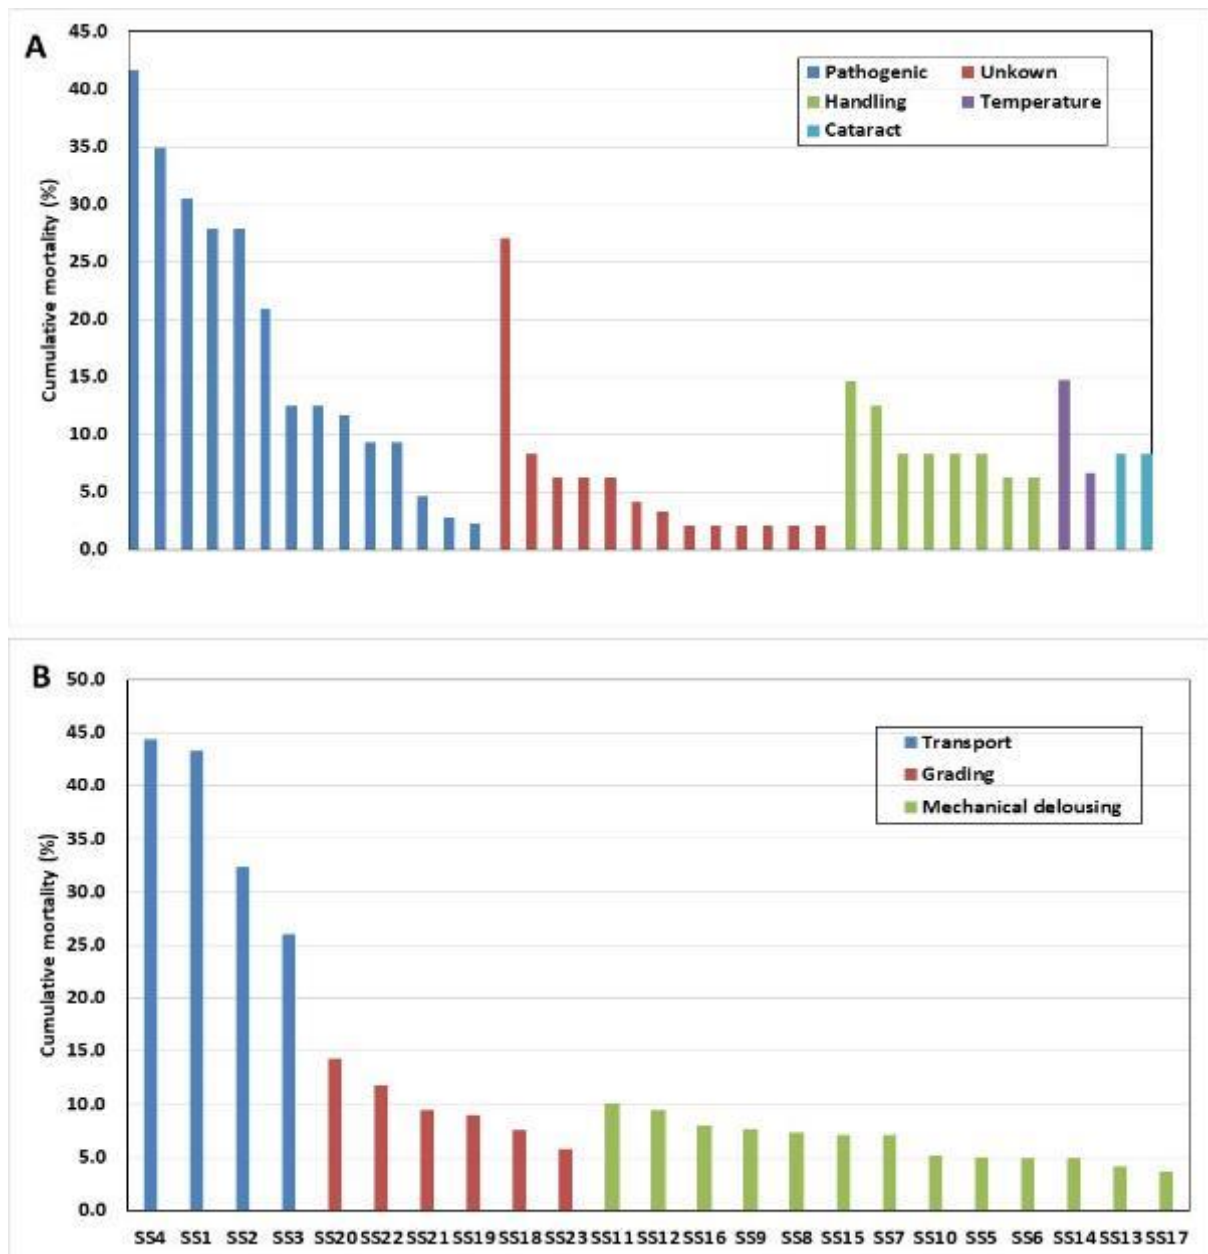 A
45.0
40.0
35.0
30.0
25.0
20.0
15.0
10.0
5.0
0.0
Cumulative mortality (%)
Pathogenic
Unkown
Handling
Temperature
Cataract
B
50.0
45.0
40.0
35.0
30.0
25.0
20.0
15.0
10.0
5.0
0.0
Cumulative mortality (%)
Transport
Grading
Mechanical delousing
SS4 SS1 SS2 SS3 SS20 SS22 SS21 SS19 SS18 SS23 SS11 SS12 SS16 SS9 SS8 SS15 SS7 SS10 SS5 SS6 SS14 SS13 SS17